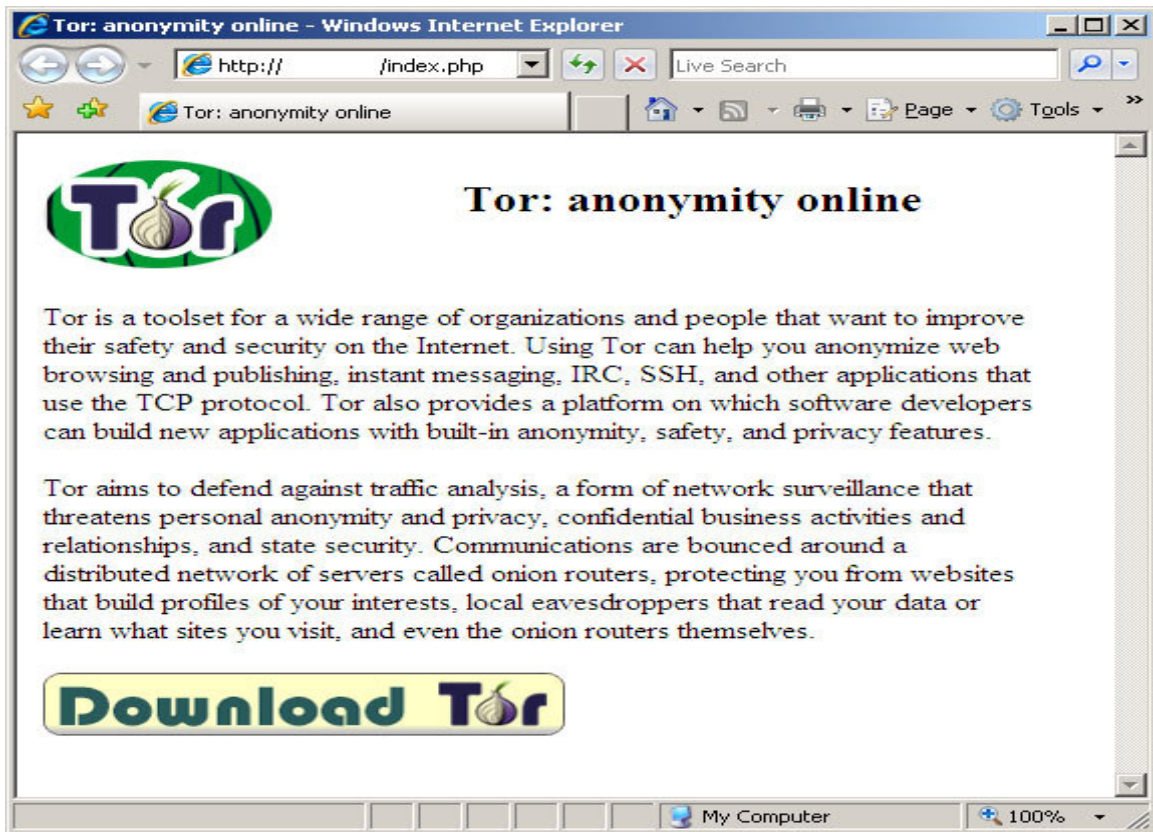 Tor: anonymity online - Windows Internet Explorer
http:// /index.php
Live Search
Tor: anonymity online
Page
Tools
Tor
Tor: anonymity online
Tor is a toolset for a wide range of organizations and people that want to improve
their safety and security on the Internet. Using Tor can help you anonymize web
browsing and publishing, instant messaging, IRC, SSH, and other applications that
use the TCP protocol. Tor also provides a platform on which software developers
can build new applications with built-in anonymity, safety, and privacy features.
Tor aims to defend against traffic analysis, a form of network surveillance that
threatens personal anonymity and privacy, confidential business activities and
relationships, and state security. Communications are bounced around a
distributed network of servers called onion routers, protecting you from websites
that build profiles of your interests, local eavesdroppers that read your data or
learn what sites you visit, and even the onion routers themselves.
Download Tor
My Computer
100%